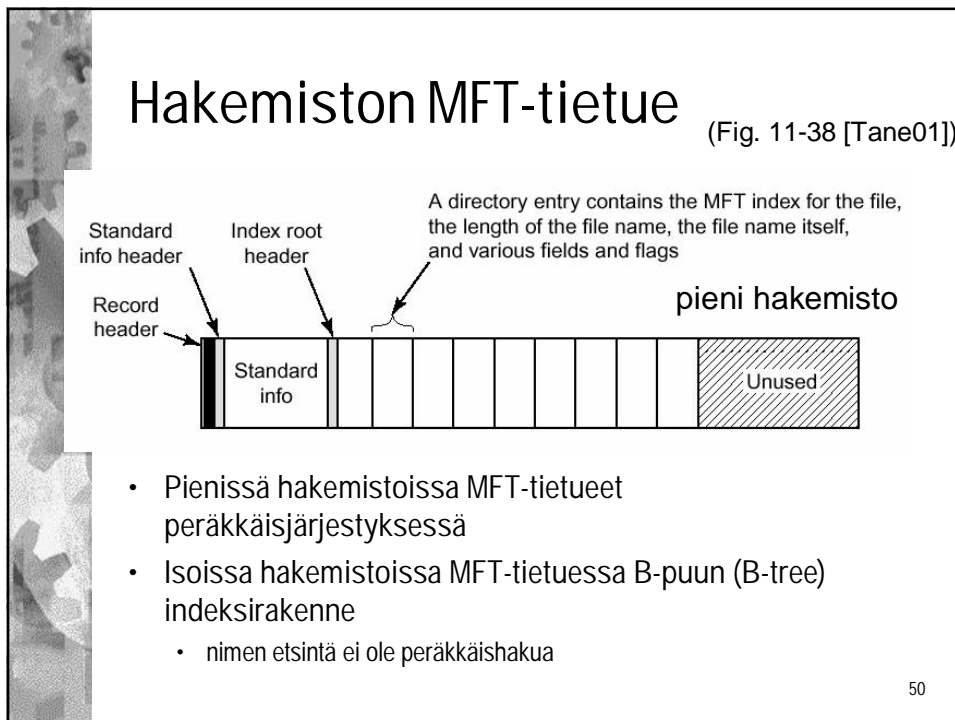 Hakemiston MFT-tietue
(Fig. 11-38 [Tane01])
A directory entry contains the MFT index for the file,
the length of the file name, the file name itself,
and various fields and flags
Standard
info header
Index root
header
Record
header
pieni hakemisto
Standard
info
Unused
• Pienissä hakemistoissa MFT-tietueet
peräkkäisjärjestyksessä
• Isoissa hakemistoissa MFT-tietuessa B-puun (B-tree)
indeksirakenne
• nimen etsintä ei ole peräkkäishakua
50